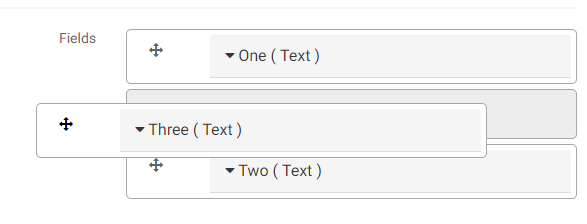 Fields
One ( Text )
Three ( Text )
Two ( Text )